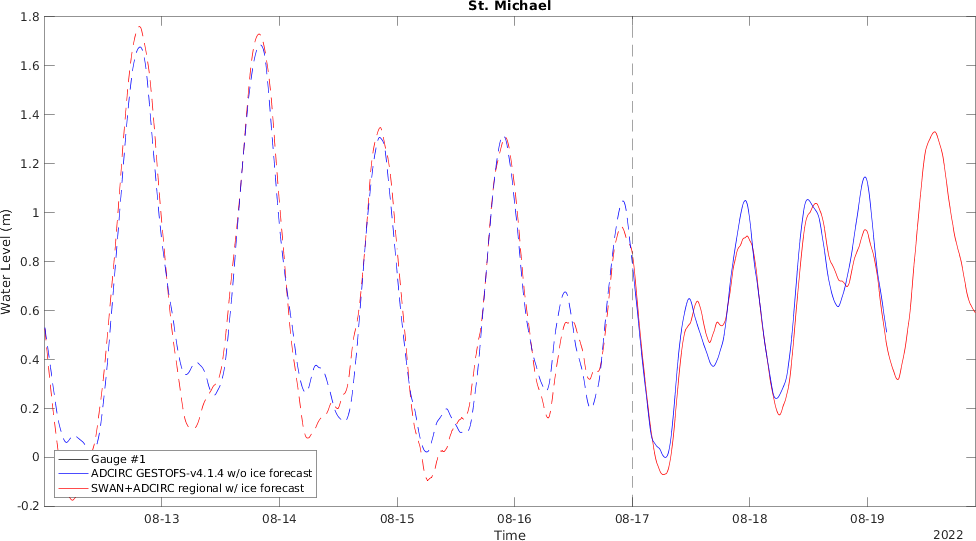 St. Michael
1.8
1.6
1.4
1.2
1
0.8
0.6
0.4
0.2
0
-0.2
Water Level (m)
Gauge #1
ADCIRC GESTOFS-v4.1.4 w/o ice forecast
SWAN+ADCIRC regional w/ ice forecast
08-13 08-14 08-15 08-16 08-17 08-18 08-19
Time
2022